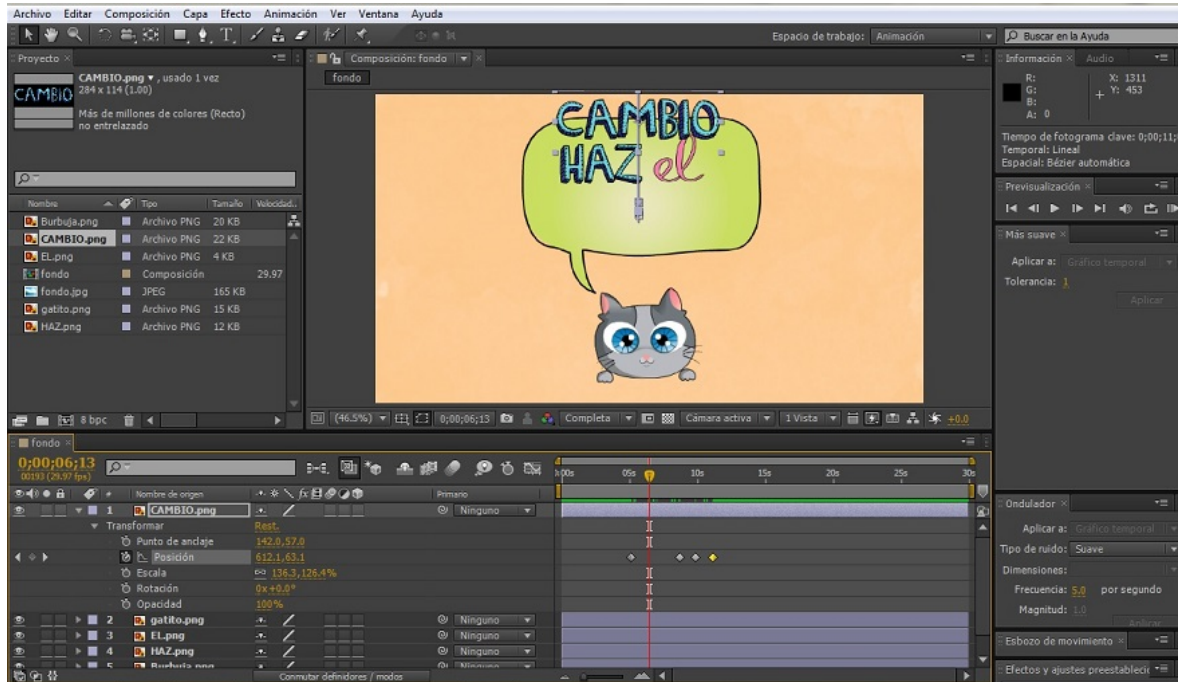 Archivo Editar Composición Capa Efecto Animación Ver Ventana Ayuda
Espacio de trabajo: Animación
Buscar en la Ayuda
Proyecto
CAMBIO.png ▾ , usado 1 vez
284 x 114 (1.00)
CAMBIO
Más de millones de colores (Recto)
no entrelazado
Nombre Tipo Tamaño Velocidad..
Burbuja.png Archivo PNG 20 KB
CAMBIO.png Archivo PNG 22 KB
EL.png Archivo PNG 4 KB
fondo Composición 29.97
fondo.jpg JPEG 165 KB
gatito.png Archivo PNG 15 KB
HAZ.png Archivo PNG 12 KB
8 bpc
Composición: fondo
fondo
CAMBIO
HAZ el
(46.5%) 0;00;06;13 Completa Cámara activa 1 Vista +0.0
Información Audio
R: X: 1311
G: Y: 453
B:
A: 0
Tiempo de fotograma clave: 0;00;11;
Temporal: Lineal
Espacial: Bézier automática
Previsualización
Más suave
Aplicar a: Gráfico temporal
Tolerancia: 1
Aplicar
fondo
0;00;06;13
00193 (29.97 fps)
05s 10s 15s 20s 25s 30s
# Nombre de origen Primario
1 CAMBIO.png Ninguno
Transformar Rest.
Punto de anclaje 142.0,57.0
Posición 612.1,63.1
Escala 136.3,126.4%
Rotación 0x+0.0°
Opacidad 100%
2 gatito.png Ninguno
3 EL.png Ninguno
4 HAZ.png Ninguno
5 Burbuja.png Ninguno
Conmutar definidores / modos
Ondulador
Aplicar a: Gráfico temporal
Tipo de ruido: Suave
Dimensiones:
Frecuencia: 5.0 por segundo
Magnitud: 1.0
Aplicar
Esbozo de movimiento
Efectos y ajustes preestableci